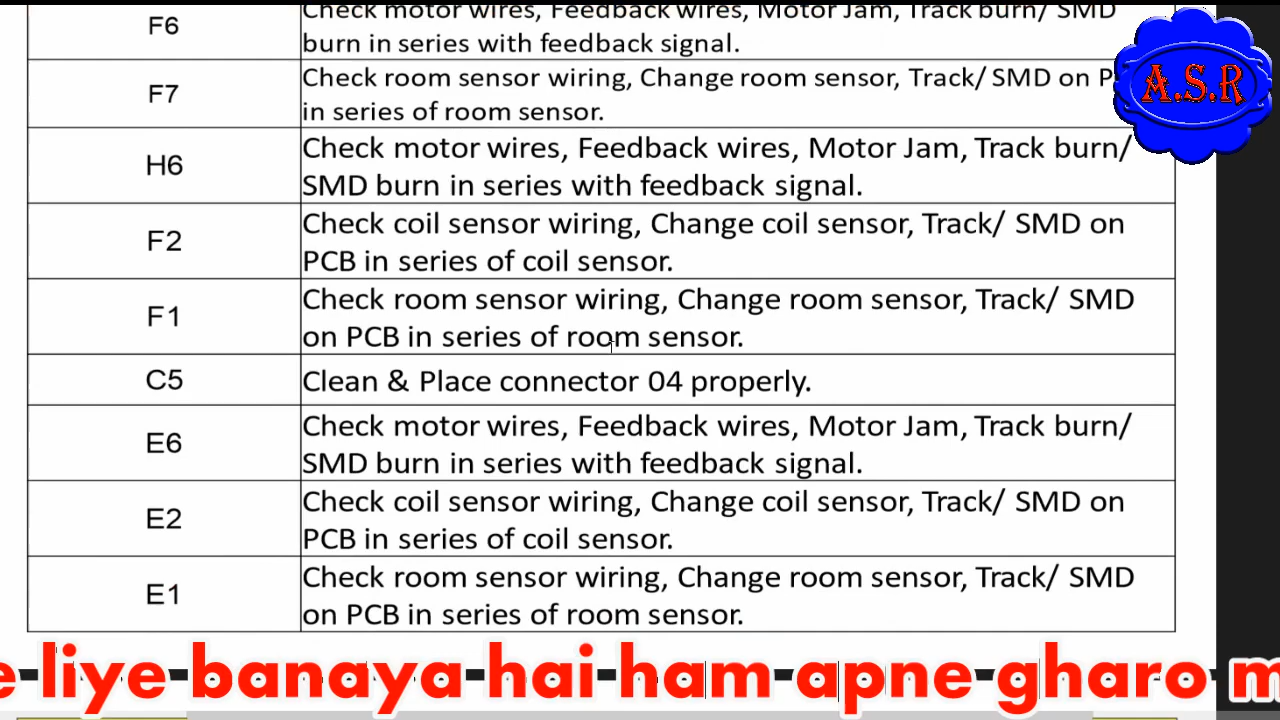 F6
Check motor wires, Feedback wires, Motor Jam, Track burn/ SMD
burn in series with feedback signal.
F7
Check room sensor wiring, Change room sensor, Track/ SMD on
in series of room sensor.
H6
Check motor wires, Feedback wires, Motor Jam, Track burn/
SMD burn in series with feedback signal.
F2
Check coil sensor wiring, Change coil sensor, Track/ SMD on
PCB in series of coil sensor.
F1
Check room sensor wiring, Change room sensor, Track/ SMD
on PCB in series of room sensor.
C5
Clean & Place connector 04 properly.
E6
Check motor wires, Feedback wires, Motor Jam, Track burn/
SMD burn in series with feedback signal.
E2
Check coil sensor wiring, Change coil sensor, Track/ SMD on
PCB in series of coil sensor.
E1
Check room sensor wiring, Change room sensor, Track/ SMD
on PCB in series of room sensor.
A.S.R
liye banaya hai ham apne gharo